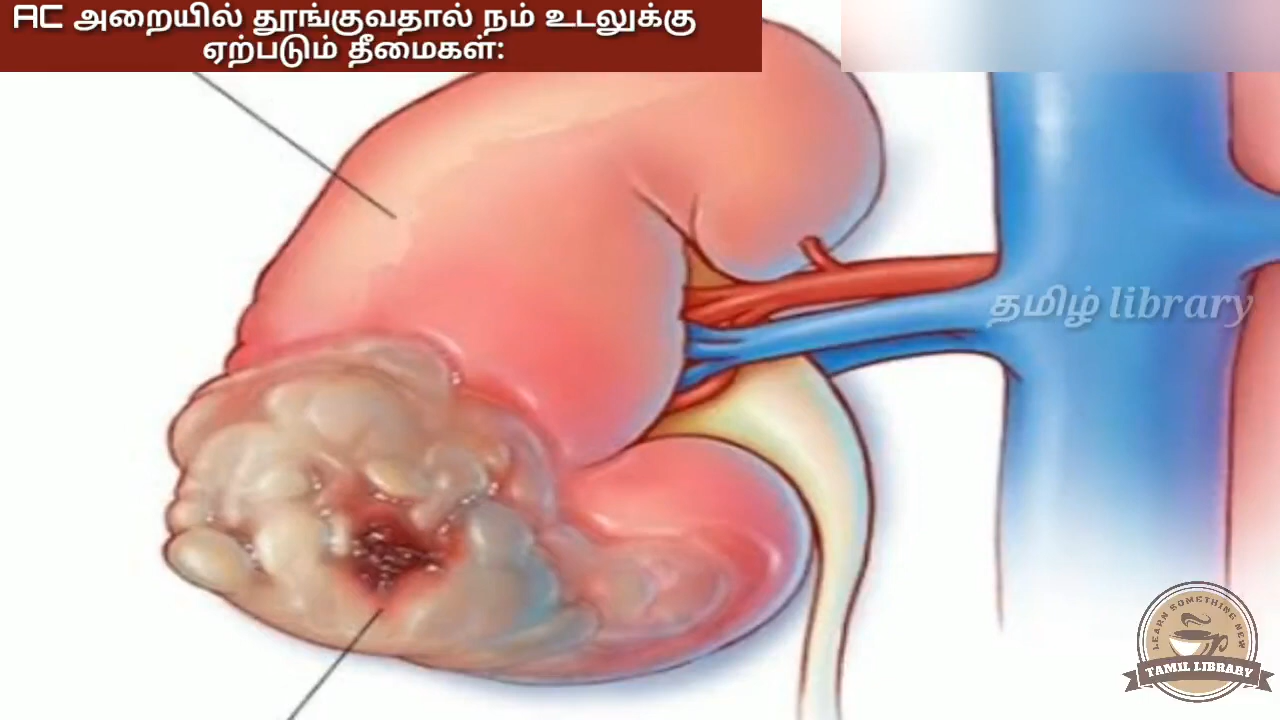 AC அறையில் தூங்குவதால் நம் உடலுக்கு
ஏற்படும் தீமைகள்:
தமிழ் library
LEARN SOMETHING NEW
TAMIL LIBRARY